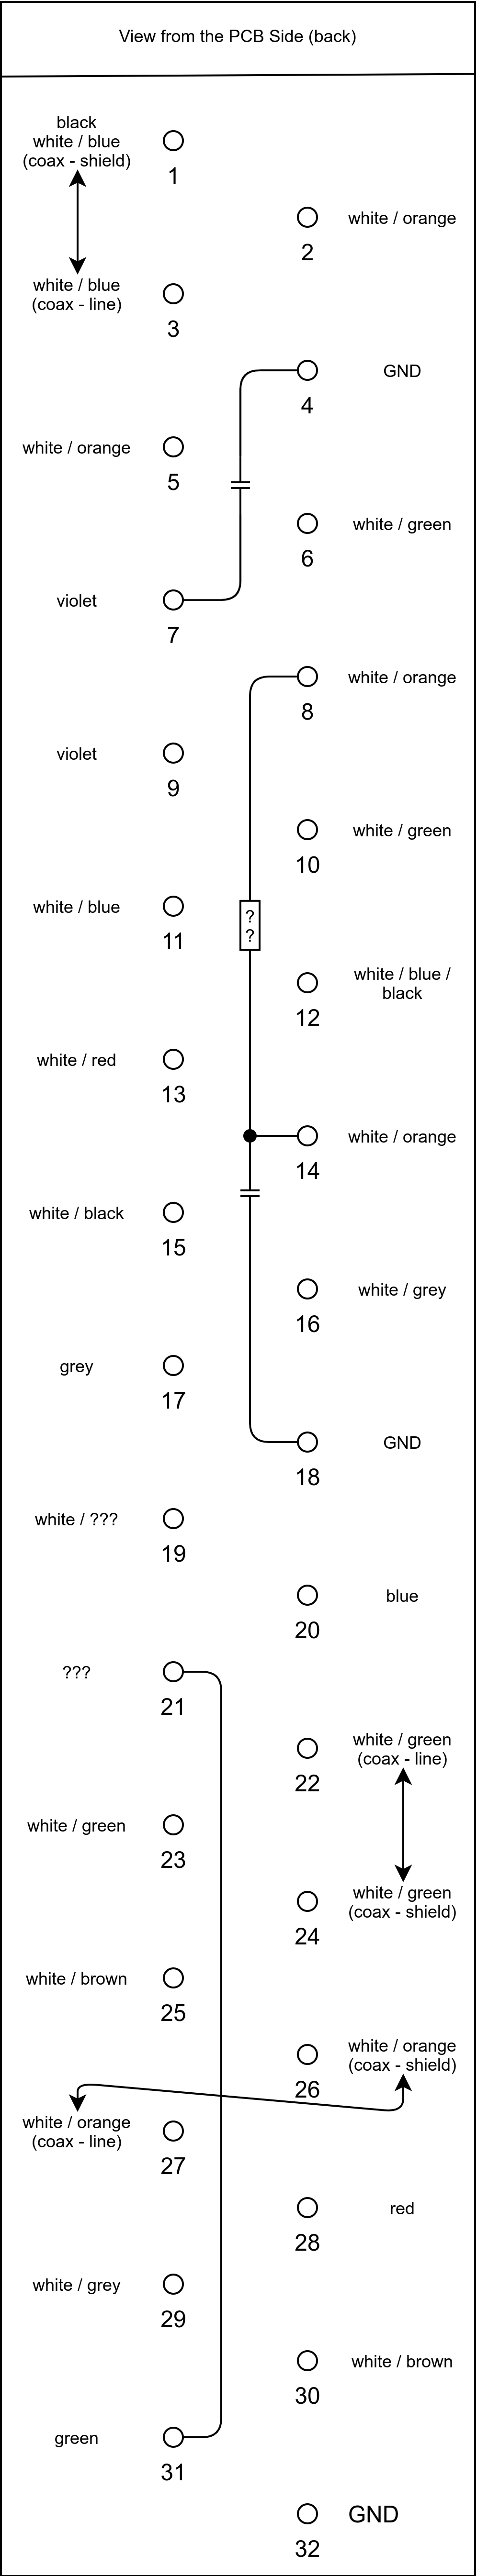 View from the PCB Side (back)
black
white / blue
(coax - shield)
1
white / orange
2
white / blue
(coax - line)
3
GND
4
white / orange
5
white / green
6
violet
7
white / orange
8
violet
9
white / green
10
white / blue
11
?
?
white / blue /
black
12
white / red
13
white / orange
14
white / black
15
white / grey
16
grey
17
GND
18
white / ???
19
blue
20
???
21
white / green
(coax - line)
22
white / green
23
white / green
(coax - shield)
24
white / brown
25
white / orange
(coax - shield)
26
white / orange
(coax - line)
27
red
28
white / grey
29
white / brown
30
green
31
GND
32